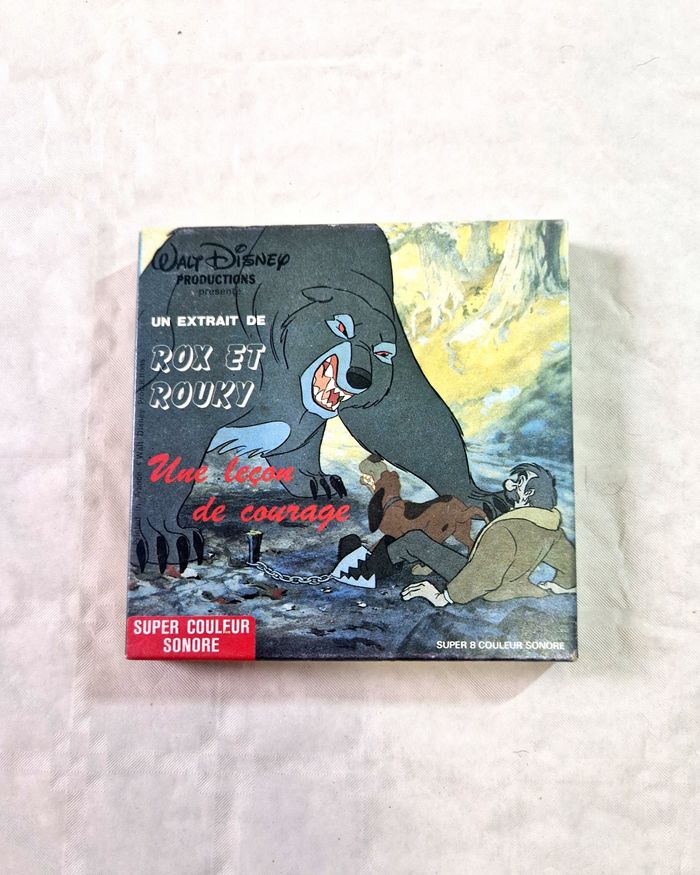 WALT DISNEY
PRODUCTIONS
présente
UN EXTRAIT DE
ROX ET
ROUKY
Une leçon
de courage
SUPER COULEUR
SONORE
SUPER 8 COULEUR SONORE